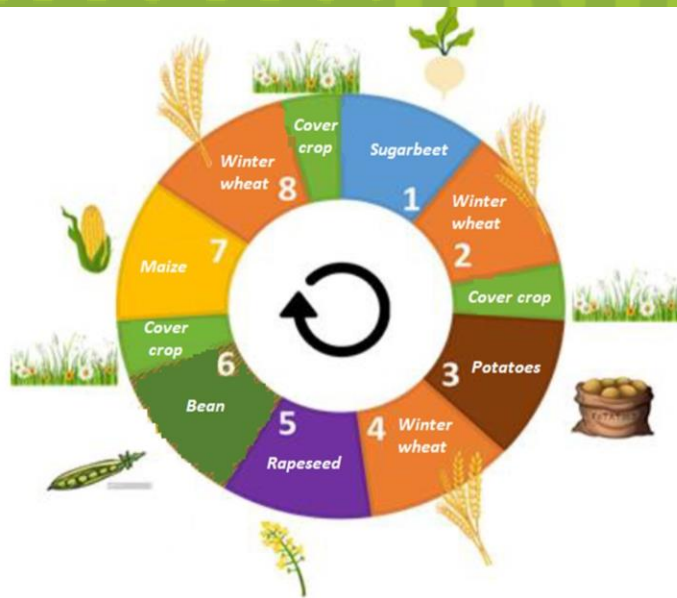 Sugarbeet
1
Winter
wheat
2
Cover crop
3
Potatoes
4
Winter
wheat
5
Rapeseed
6
Bean
Cover
crop
7
Maize
Winter
wheat
8
Cover
crop